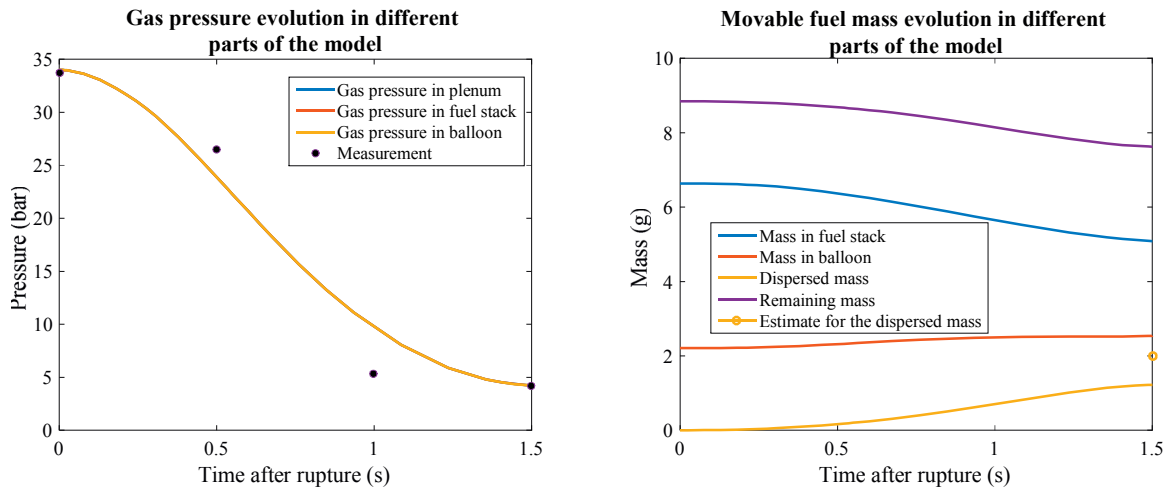 Gas pressure evolution in different
parts of the model
35
30
25
20
15
10
5
0
Pressure (bar)
Gas pressure in plenum
Gas pressure in fuel stack
Gas pressure in balloon
Measurement
0
0.5
1
1.5
Time after rupture (s)
Movable fuel mass evolution in different
parts of the model
10
8
6
4
2
0
Mass (g)
Mass in fuel stack
Mass in balloon
Dispersed mass
Remaining mass
Estimate for the dispersed mass
0
0.5
1
1.5
Time after rupture (s)